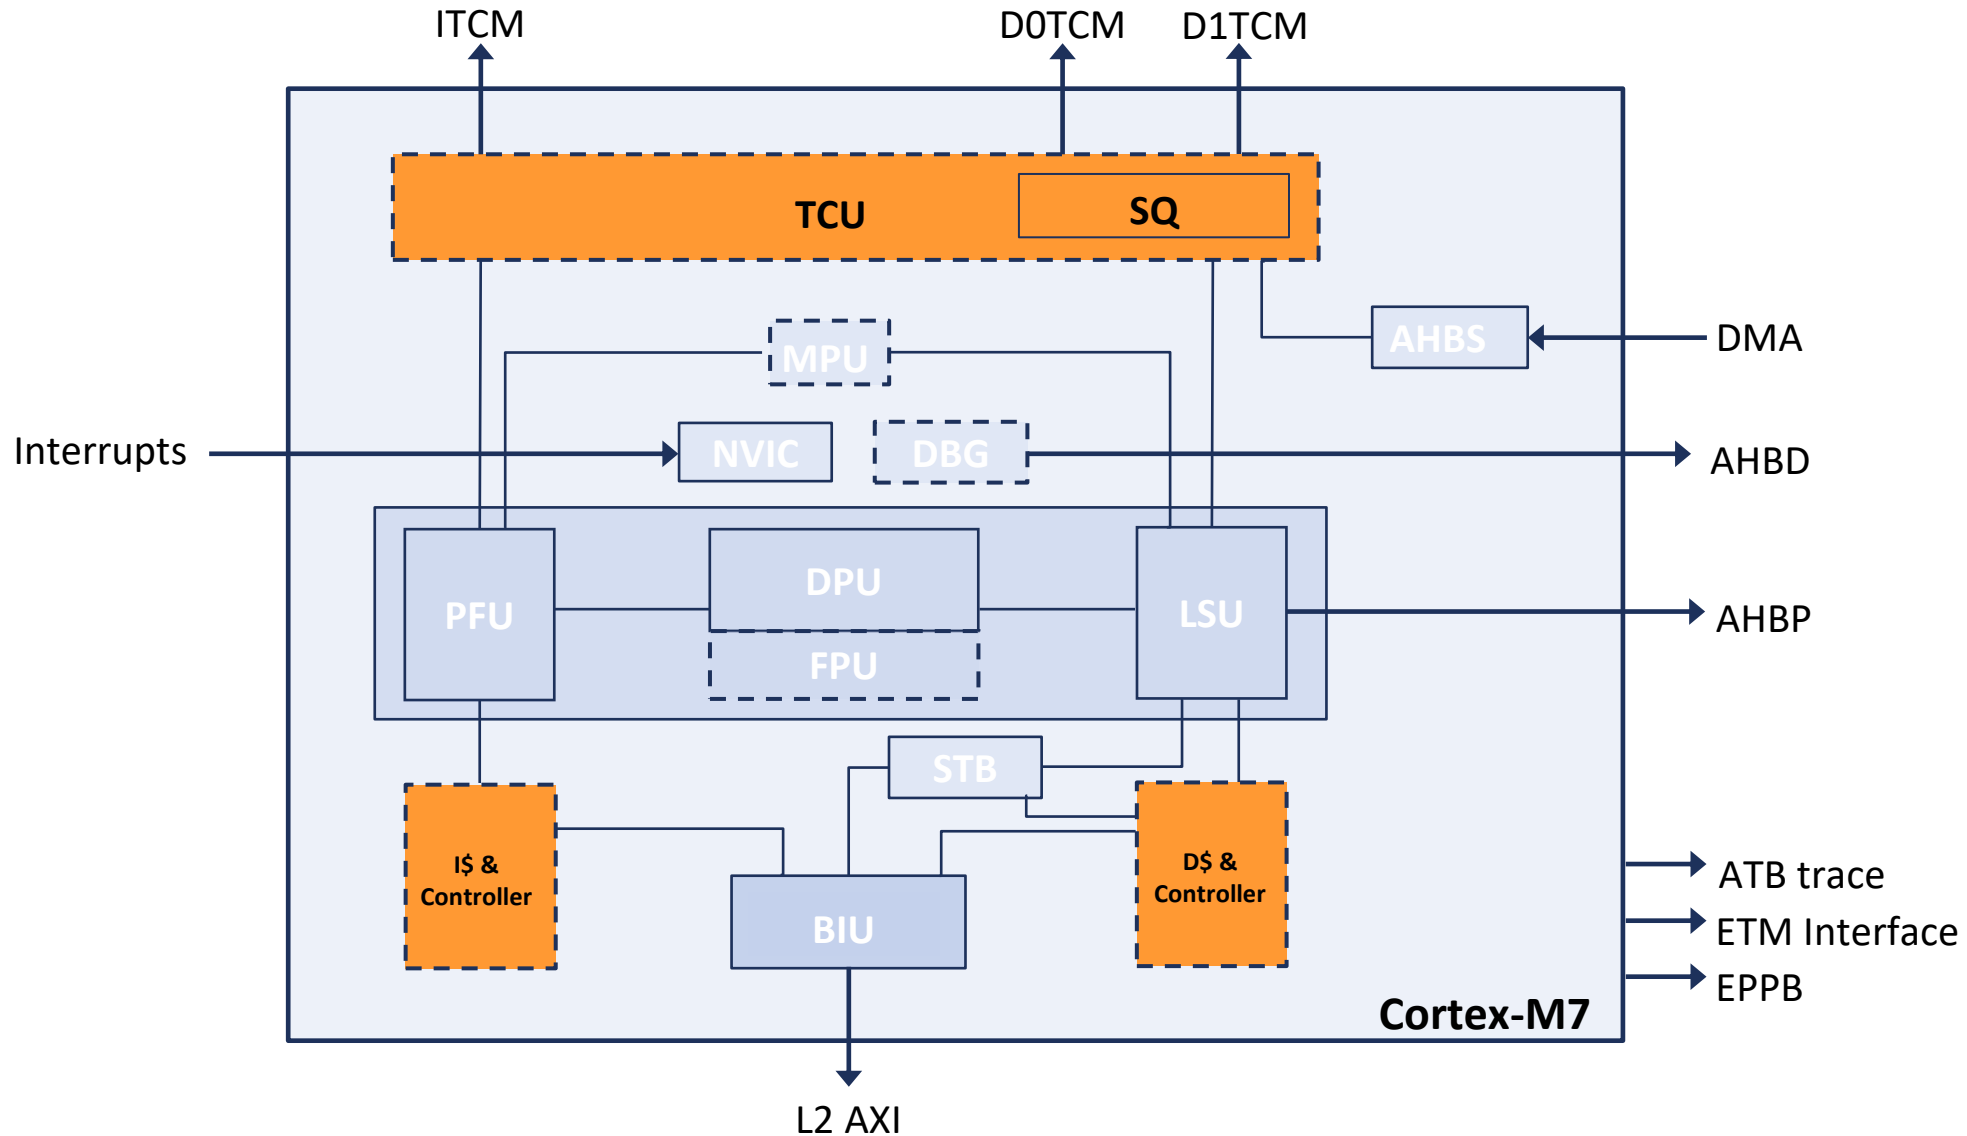 ITCM
D0TCM
D1TCM
TCU
SQ
MPU
AHBS
DMA
Interrupts
NVIC
DBG
AHBD
PFU
DPU
LSU
AHBP
FPU
STB
I$ &
Controller
D$ &
Controller
BIU
ATB trace
ETM Interface
EPPB
Cortex-M7
L2 AXI